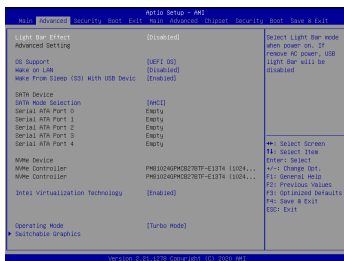 Aptio Setup - AMI
Main Advanced Security Boot Exit Main Advanced Chipset Security Boot Save & Exit
Light Bar Effect [Disabled]
Advanced Setting
OS Support [UEFI OS]
Wake on LAN [Disabled]
Wake From Sleep (S3) With USB Devic [Enabled]
SATA Device
SATA Mode Selection [AHCI]
Serial ATA Port 0 Empty
Serial ATA Port 1 Empty
Serial ATA Port 2 Empty
Serial ATA Port 3 Empty
Serial ATA Port 4 Empty
NVMe Device
NVMe Controller PM81024GPMCB27BTF-E13T4 (1024...
NVMe Controller PM81024GPMCB27BTF-E13T4 (1024...
Intel Virtualization Technology [Enabled]
Operating Mode [Turbo Mode]
Switchable Graphics
Select Light Bar mode
when power on. If
remove AC power, USB
light Bar will be
disabled
→←: Select Screen
↑↓: Select Item
Enter: Select
+/-: Change Opt.
F1: General Help
F2: Previous Values
F3: Optimized Defaults
F4: Save & Exit
ESC: Exit
Version 2.21.1278 Copyright (C) 2020 AMI